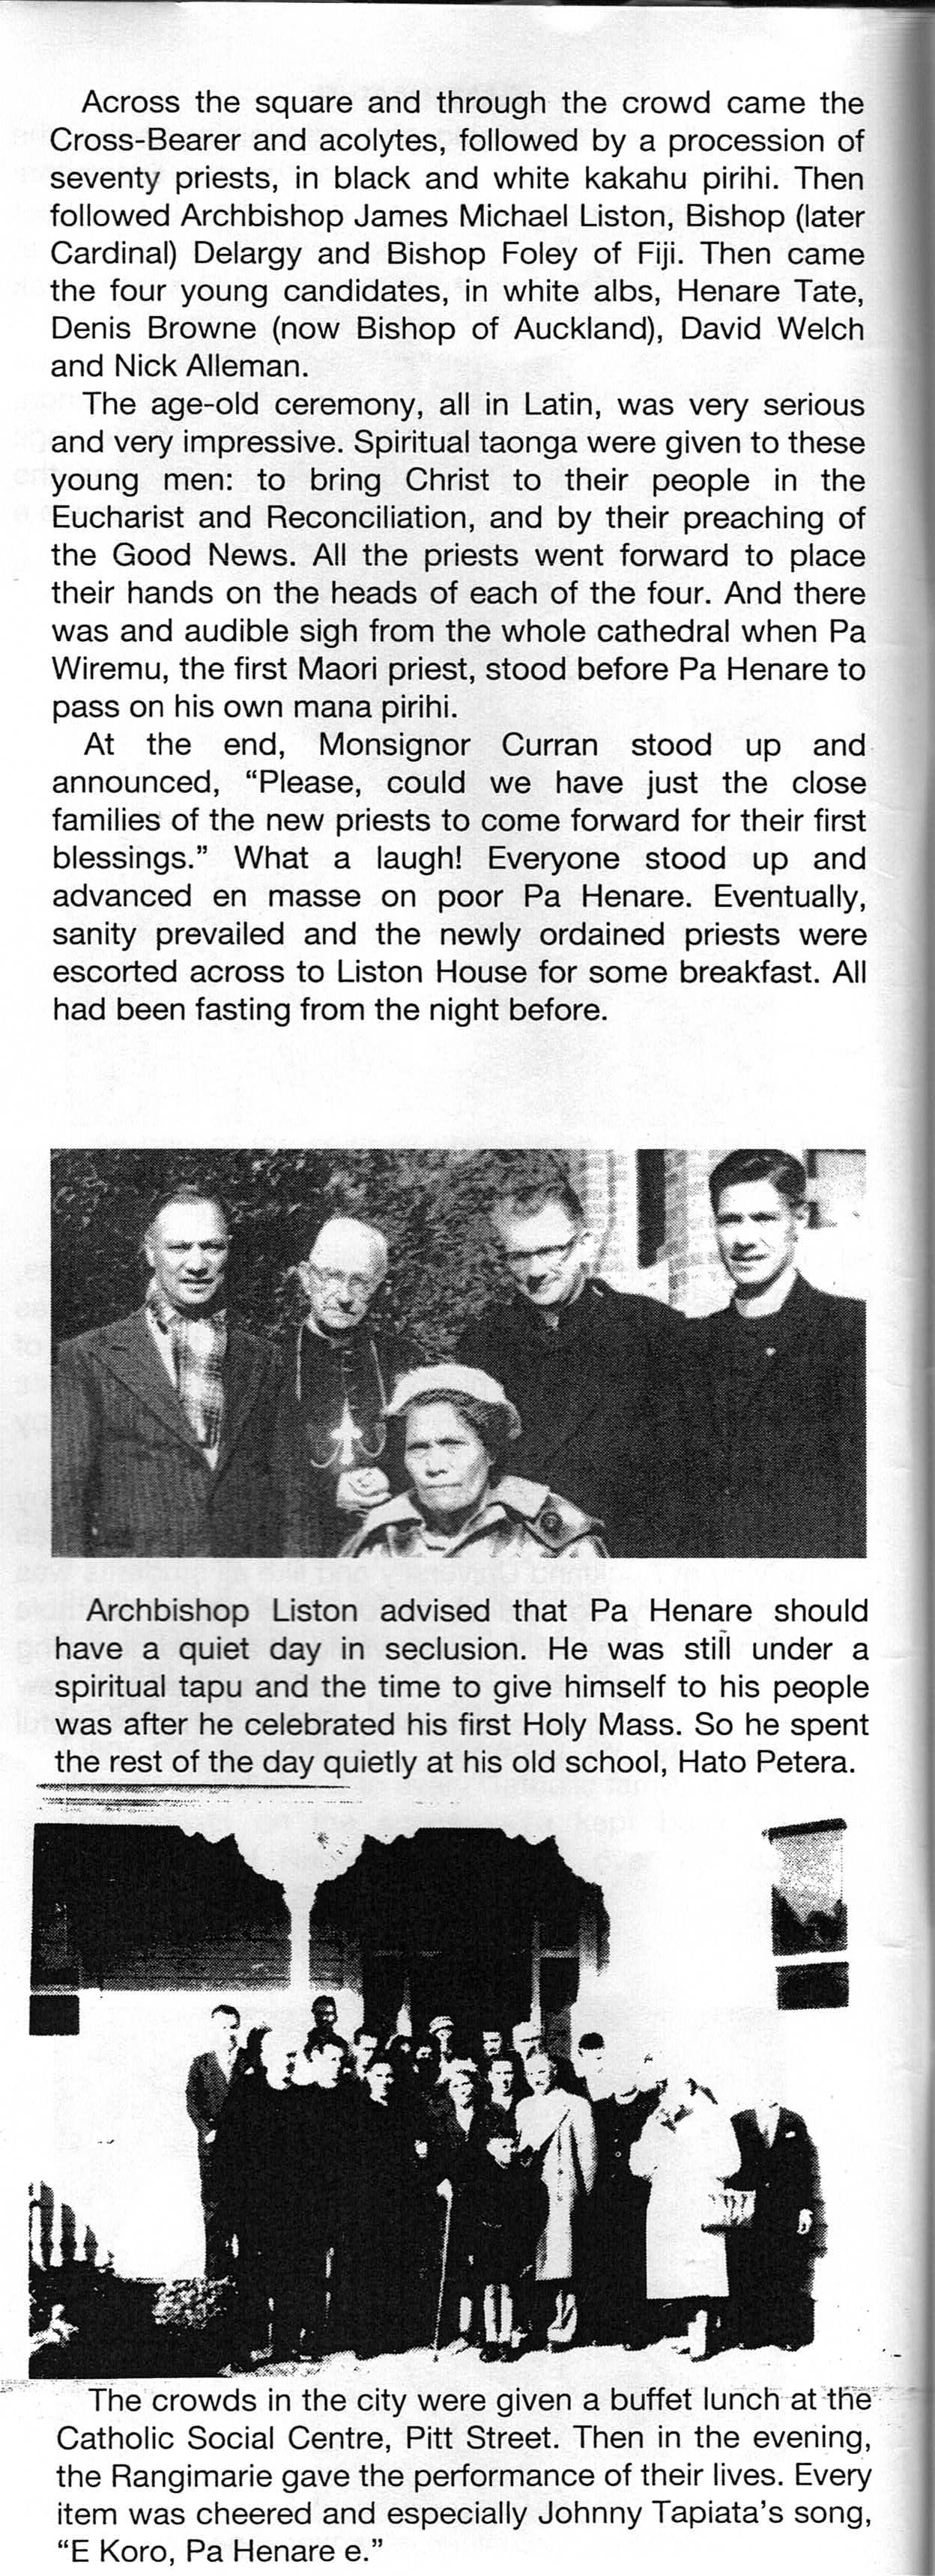 Across the square and through the crowd came the
Cross-Bearer and acolytes, followed by a procession of
seventy priests, in black and white kakahu pirihi. Then
followed Archbishop James Michael Liston, Bishop (later
Cardinal) Delargy and Bishop Foley of Fiji. Then came
the four young candidates, in white albs, Henare Tate,
Denis Browne (now Bishop of Auckland), David Welch
and Nick Alleman.
The age-old ceremony, all in Latin, was very serious
and very impressive. Spiritual taonga were given to these
young men: to bring Christ to their people in the
Eucharist and Reconciliation, and by their preaching of
the Good News. All the priests went forward to place
their hands on the heads of each of the four. And there
was and audible sigh from the whole cathedral when Pa
Wiremu, the first Maori priest, stood before Pa Henare to
pass on his own mana pirihi.
At the end, Monsignor Curran stood up and
announced, “Please, could we have just the close
families of the new priests to come forward for their first
blessings.” What a laugh! Everyone stood up and
advanced en masse on poor Pa Henare. Eventually,
sanity prevailed and the newly ordained priests were
escorted across to Liston House for some breakfast. All
had been fasting from the night before.
Archbishop Liston advised that Pa Henare should
have a quiet day in seclusion. He was still under a
spiritual tapu and the time to give himself to his people
was after he celebrated his first Holy Mass. So he spent
the rest of the day quietly at his old school, Hato Petera.
The crowds in the city were given a buffet lunch at the
Catholic Social Centre, Pitt Street. Then in the evening,
the Rangimarie gave the performance of their lives. Every
item was cheered and especially Johnny Tapiata’s song,
“E Koro, Pa Henare e.”